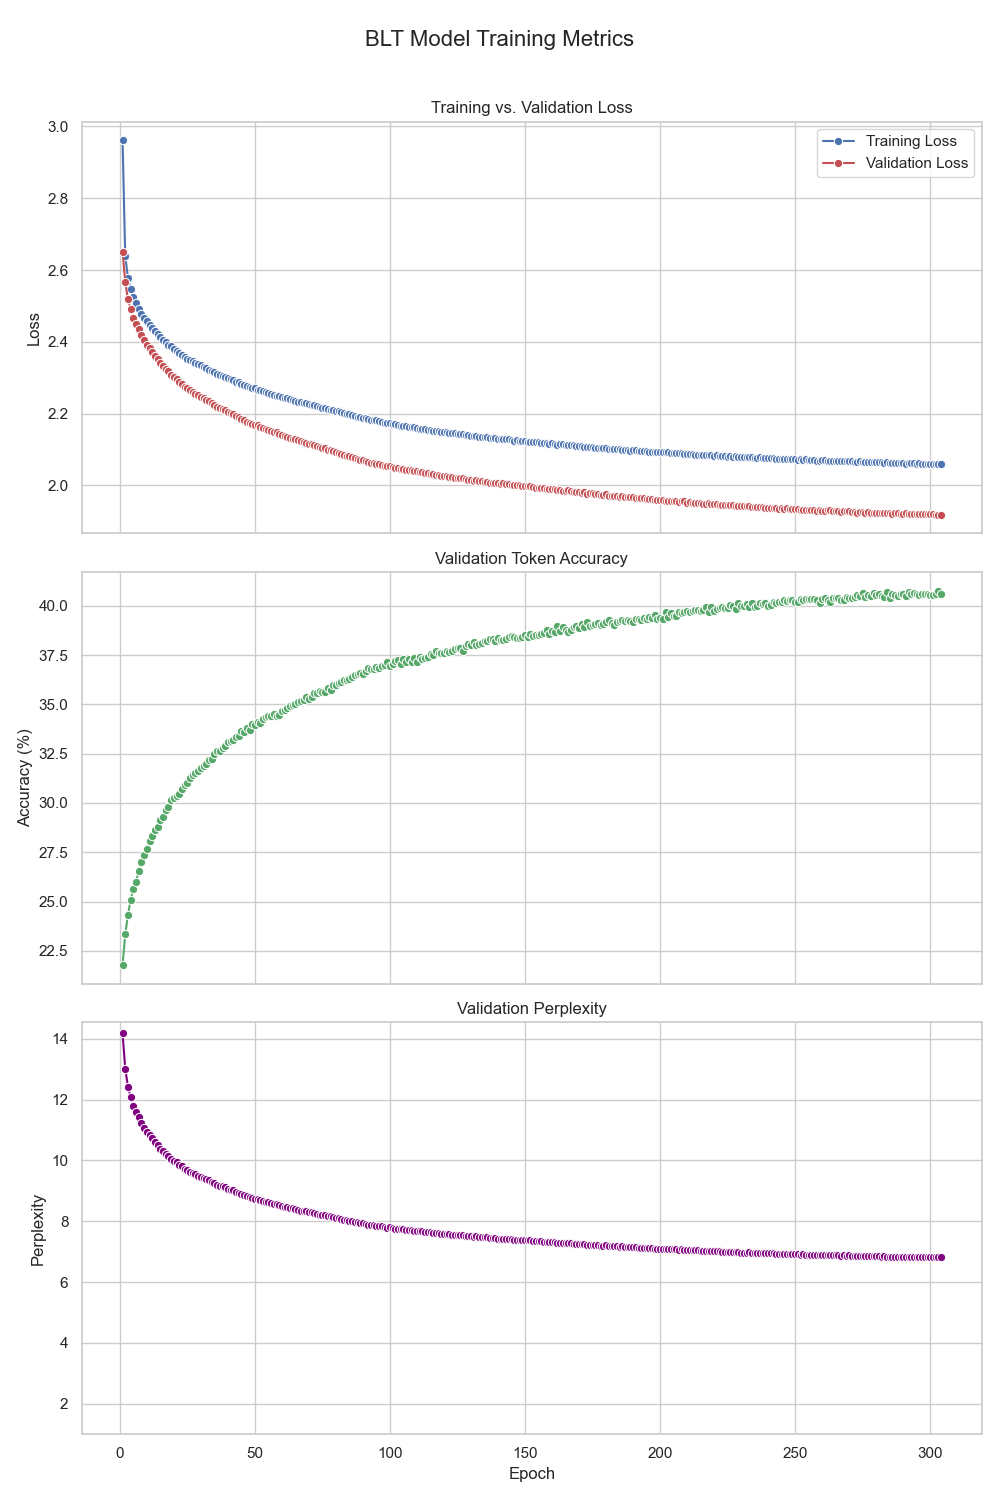 BLT Model Training Metrics
Training vs. Validation Loss
3.0
2.8
2.6
2.4
2.2
2.0
Loss
Training Loss
Validation Loss
Validation Token Accuracy
40.0
37.5
35.0
32.5
30.0
27.5
25.0
22.5
Accuracy (%)
Validation Perplexity
14
12
10
8
6
4
2
Perplexity
0 50 100 150 200 250 300
Epoch